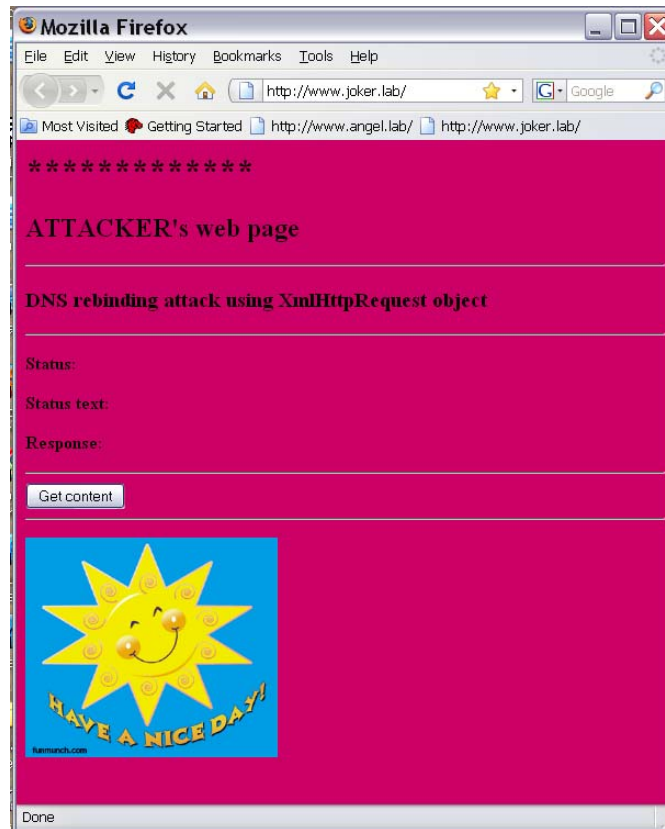 Mozilla Firefox
File Edit View History Bookmarks Tools Help
http://www.joker.lab/ G Google
Most Visited Getting Started http://www.angel.lab/ http://www.joker.lab/
*************
ATTACKER's web page
DNS rebinding attack using XmlHttpRequest object
Status:
Status text:
Response:
Get content
HAVE A NICE DAY!
funmunch.com
Done